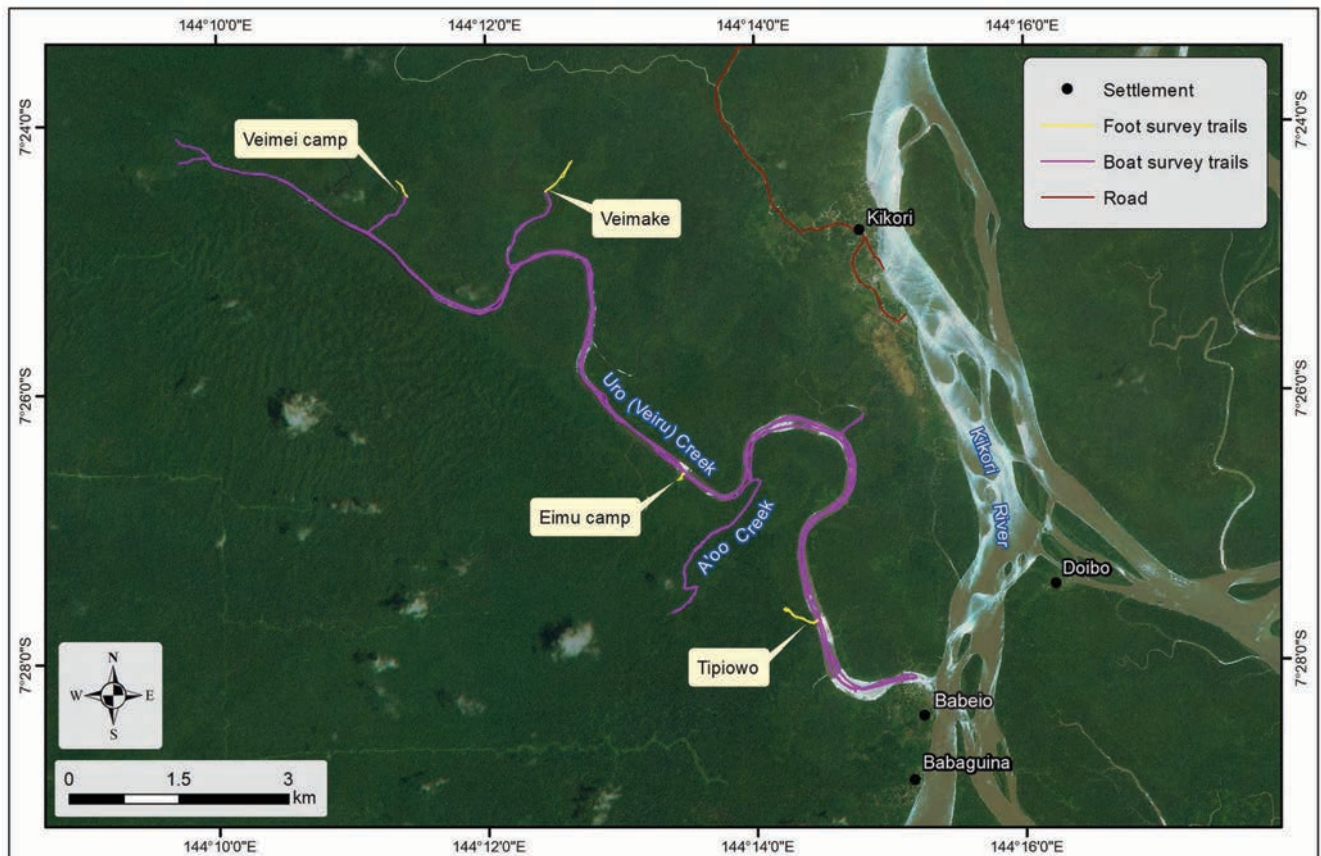 144°10'0"E
144°12'0"E
144°14'0"E
144°16'0"E
Settlement
Foot survey trails
Boat survey trails
Road
7°24'0"S
7°24'0"S
Veimei camp
Veimake
Kikori
7°26'0"S
7°26'0"S
Uro (Veiru) Creek
Kikori
River
Eimu camp
A'oo Creek
Doibo
Tipiowo
7°28'0"S
7°28'0"S
N
W
E
S
Babeio
Babaguina
0 1.5 3
km
144°10'0"E
144°12'0"E
144°14'0"E
144°16'0"E